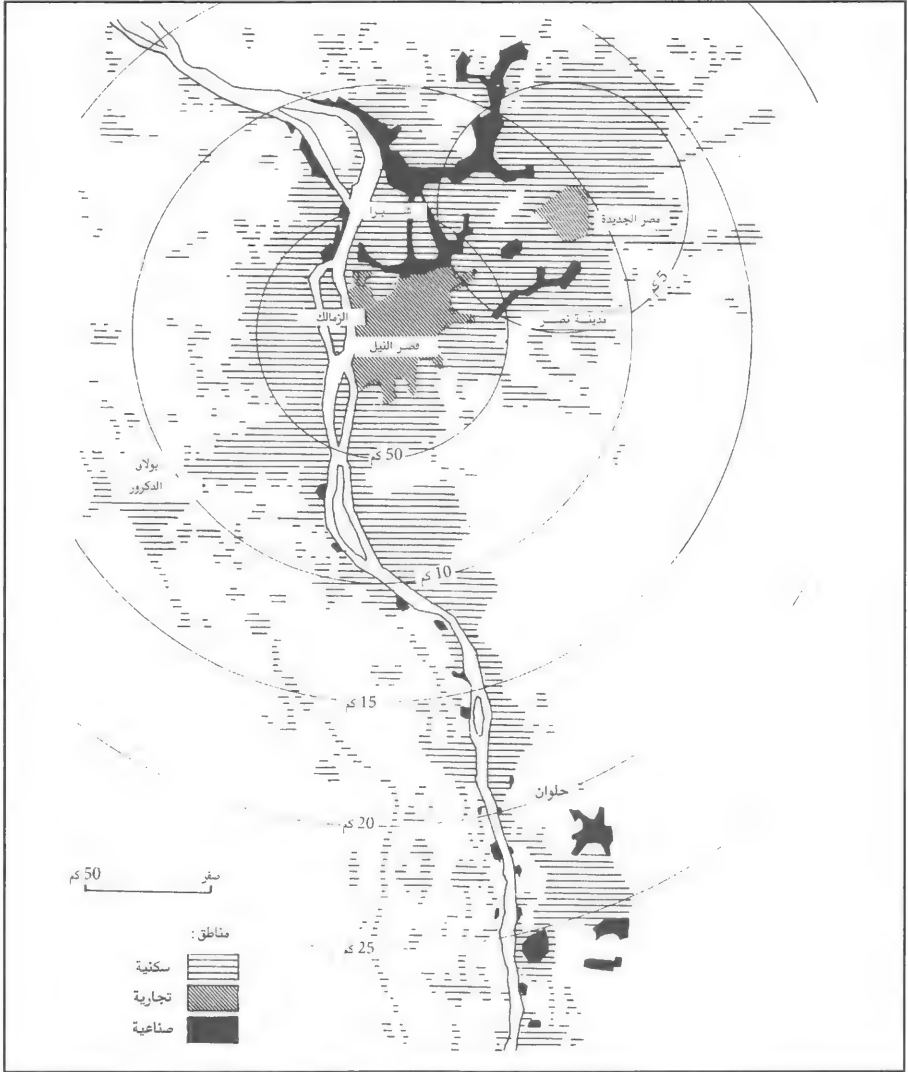 شبرا
مصر الجديدة
5 كم
الزمالك
مدينة نصر
قصر النيل
50 كم
بولاق
الدكرور
10 كم
15 كم
حلوان
20 كم
50 كم
صفر
25 كم
مناطق :
سكنية
تجارية
صناعية